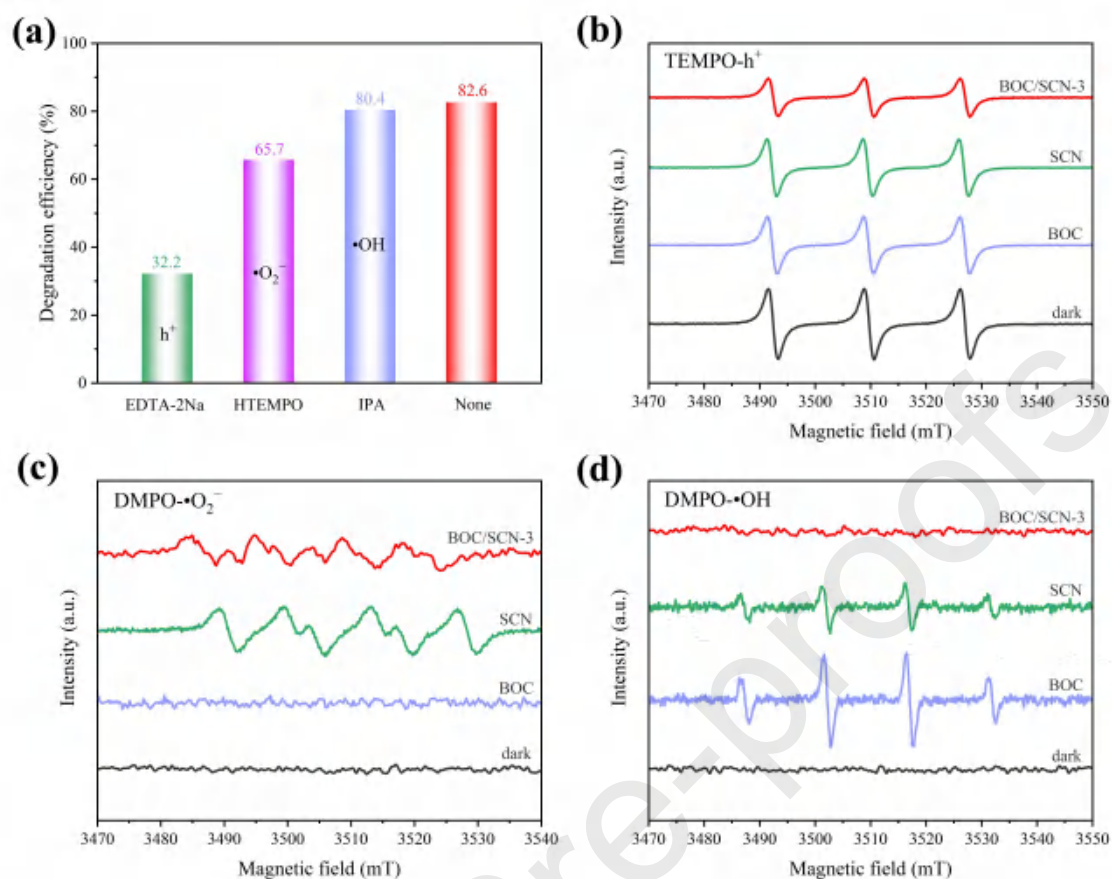 (a)
Degradation efficiency (%)
100
80
60
40
20
0
32.2
65.7
80.4
82.6
h⁺
•O₂⁻
•OH
EDTA-2Na HTEMPO IPA None
(b)
TEMPO-h⁺
BOC/SCN-3
SCN
BOC
dark
Intensity (a.u.)
3470 3480 3490 3500 3510 3520 3530 3540 3550
Magnetic field (mT)
(c)
DMPO-•O₂⁻
BOC/SCN-3
SCN
BOC
dark
Intensity (a.u.)
3470 3480 3490 3500 3510 3520 3530 3540
Magnetic field (mT)
(d)
DMPO-•OH
BOC/SCN-3
SCN
BOC
dark
Intensity (a.u.)
3470 3480 3490 3500 3510 3520 3530 3540 3550
Magnetic field (mT)
re-proofs